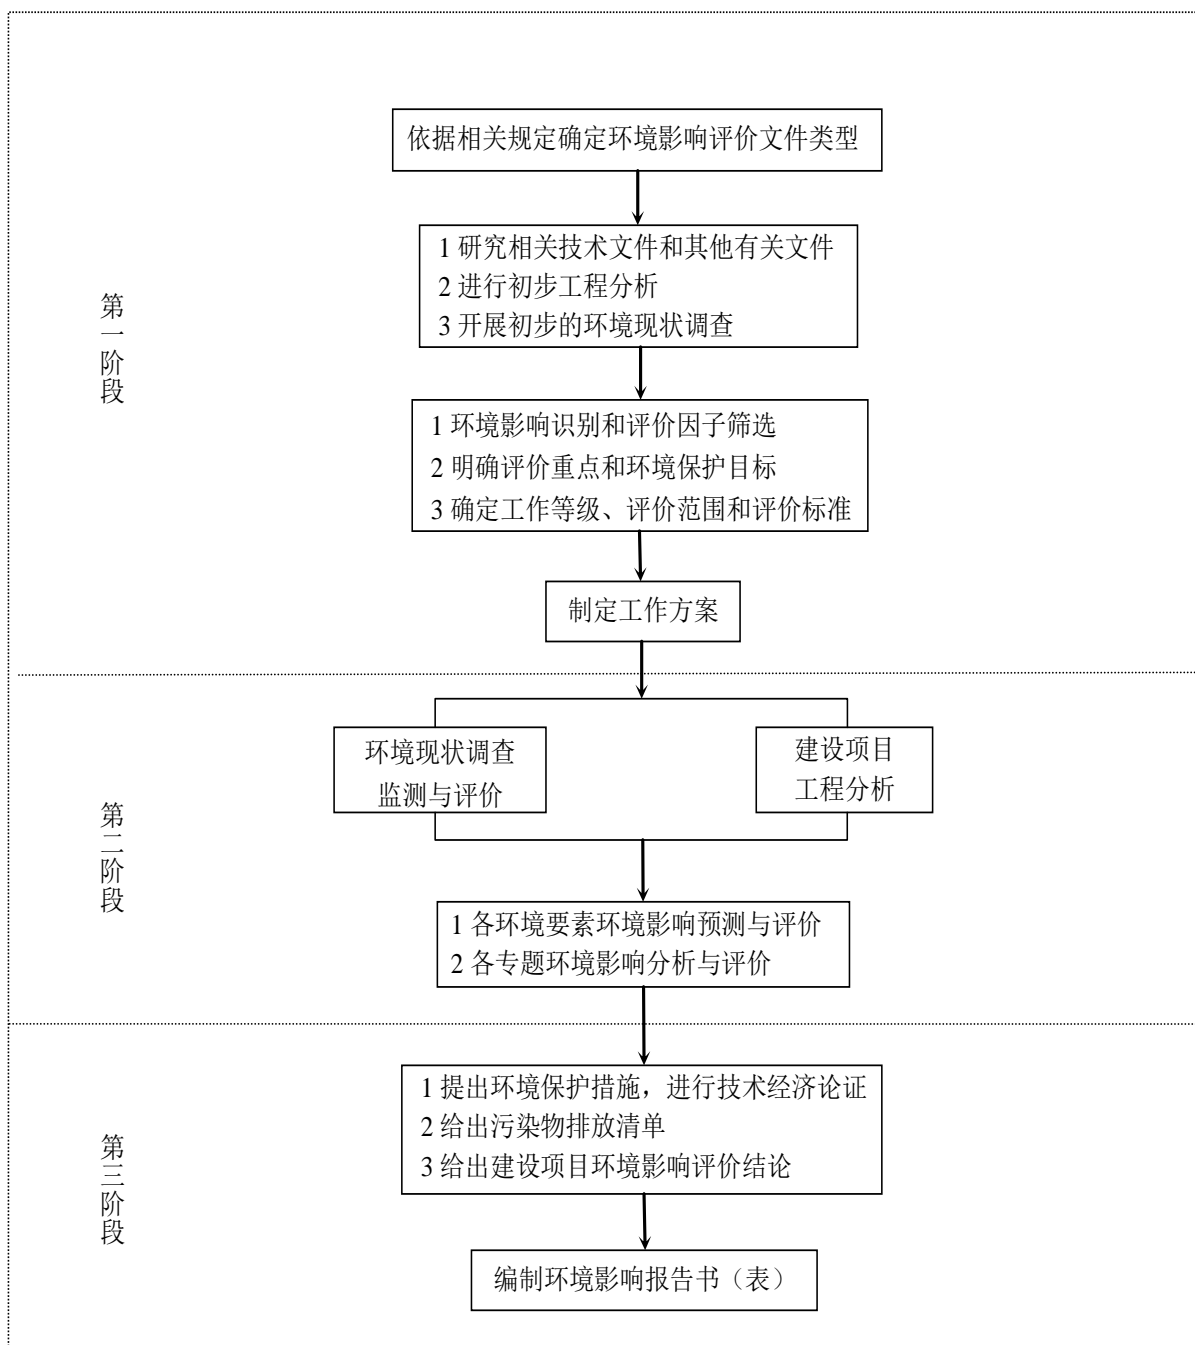 依据相关规定确定环境影响评价文件类型
1 研究相关技术文件和其他有关文件
2 进行初步工程分析
3 开展初步的环境现状调查
第一阶段
1 环境影响识别和评价因子筛选
2 明确评价重点和环境保护目标
3 确定工作等级、评价范围和评价标准
制定工作方案
环境现状调查
监测与评价
建设项目
工程分析
第二阶段
1 各环境要素环境影响预测与评价
2 各专题环境影响分析与评价
1 提出环境保护措施，进行技术经济论证
2 给出污染物排放清单
3 给出建设项目环境影响评价结论
第三阶段
编制环境影响报告书（表）